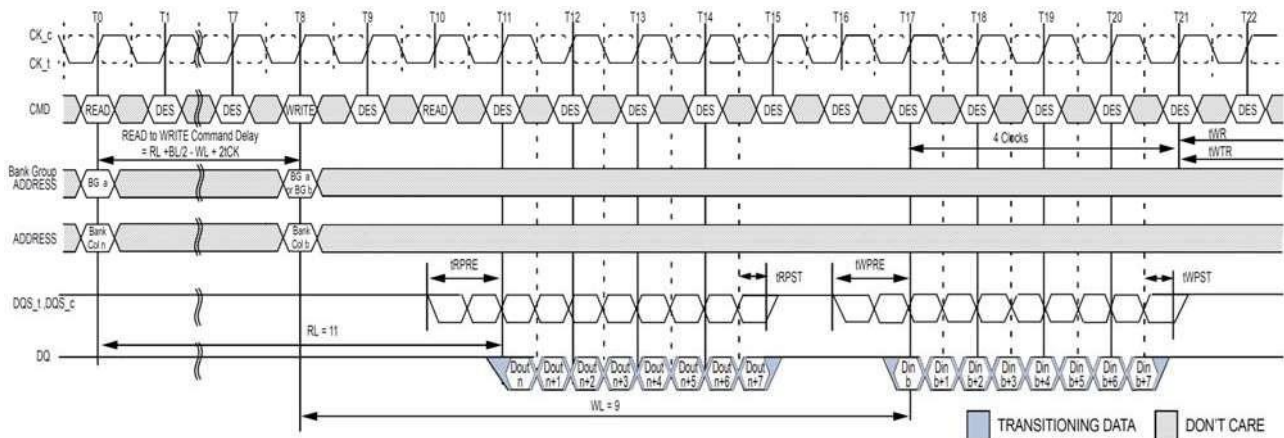 T0 T1 T7 T8 T9 T10 T11 T12 T13 T14 T15 T16 T17 T18 T19 T20 T21 T22
CK_c
CK_t
CMD READ DES DES WRITE DES READ DES DES DES DES DES DES DES DES DES DES DES DES
READ to WRITE Command Delay
= RL +BL/2 - WL + 2tCK
4 Clocks
tWR
tWTR
Bank Group
ADDRESS
BG a
BG a
or BG b
ADDRESS
Bank
Col n
Bank
Col b
tRPRE
tRPST
tWPRE
tWPST
DQS_t ,DQS_c
RL = 11
DQ
Dout
n
Dout
n+1
Dout
n+2
Dout
n+3
Dout
n+4
Dout
n+5
Dout
n+6
Dout
n+7
Din
b
Din
b+1
Din
b+2
Din
b+3
Din
b+4
Din
b+5
Din
b+6
Din
b+7
WL = 9
TRANSITIONING DATA
DON'T CARE